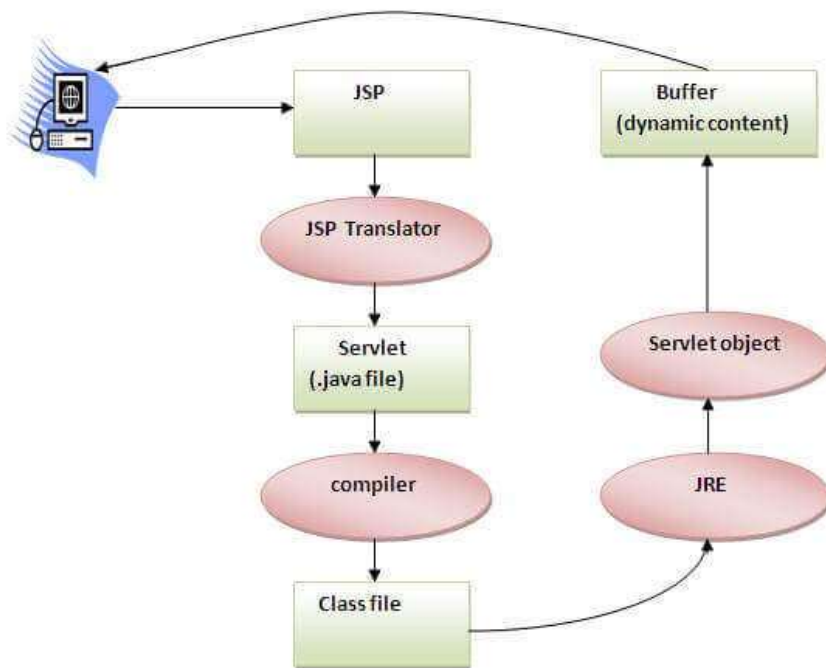 JSP
Buffer
(dynamic content)
JSP Translator
Servlet
(.java file)
Servlet object
compiler
JRE
Class file